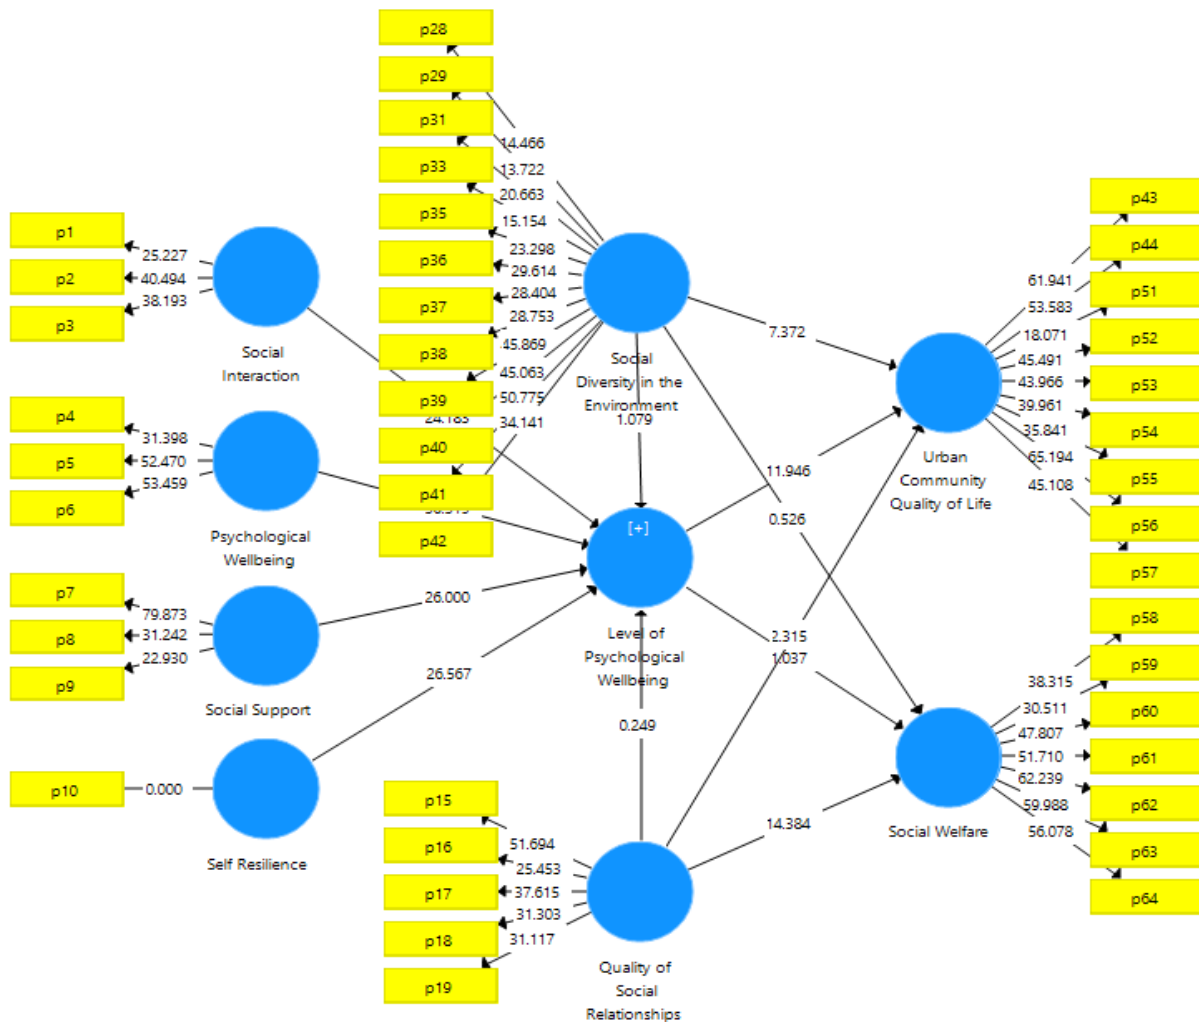 p28
p29
p31
p33
p35
p36
p37
p38
p39
p40
p41
p42
14.466
13.722
20.663
15.154
23.298
29.614
28.404
28.753
45.869
45.063
50.775
34.141
p1
p2
p3
25.227
40.494
38.193
Social
Interaction
p4
p5
p6
31.398
52.470
53.459
Psychological
Wellbeing
p7
p8
p9
79.873
31.242
22.930
Social Support
p10
0.000
Self Resilience
24.183
26.000
26.567
Social
Diversity in the
Environment
1.079
7.372
11.946
0.526
[+]
Level of
Psychological
Wellbeing
2.315
1.037
0.249
14.384
p15
p16
p17
p18
p19
51.694
25.453
37.615
31.303
31.117
Quality of
Social
Relationships
Urban
Community
Quality of Life
61.941
53.583
18.071
45.491
43.966
39.961
35.841
65.194
45.108
p43
p44
p51
p52
p53
p54
p55
p56
p57
Social Welfare
38.315
30.511
47.807
51.710
62.239
59.988
56.078
p58
p59
p60
p61
p62
p63
p64